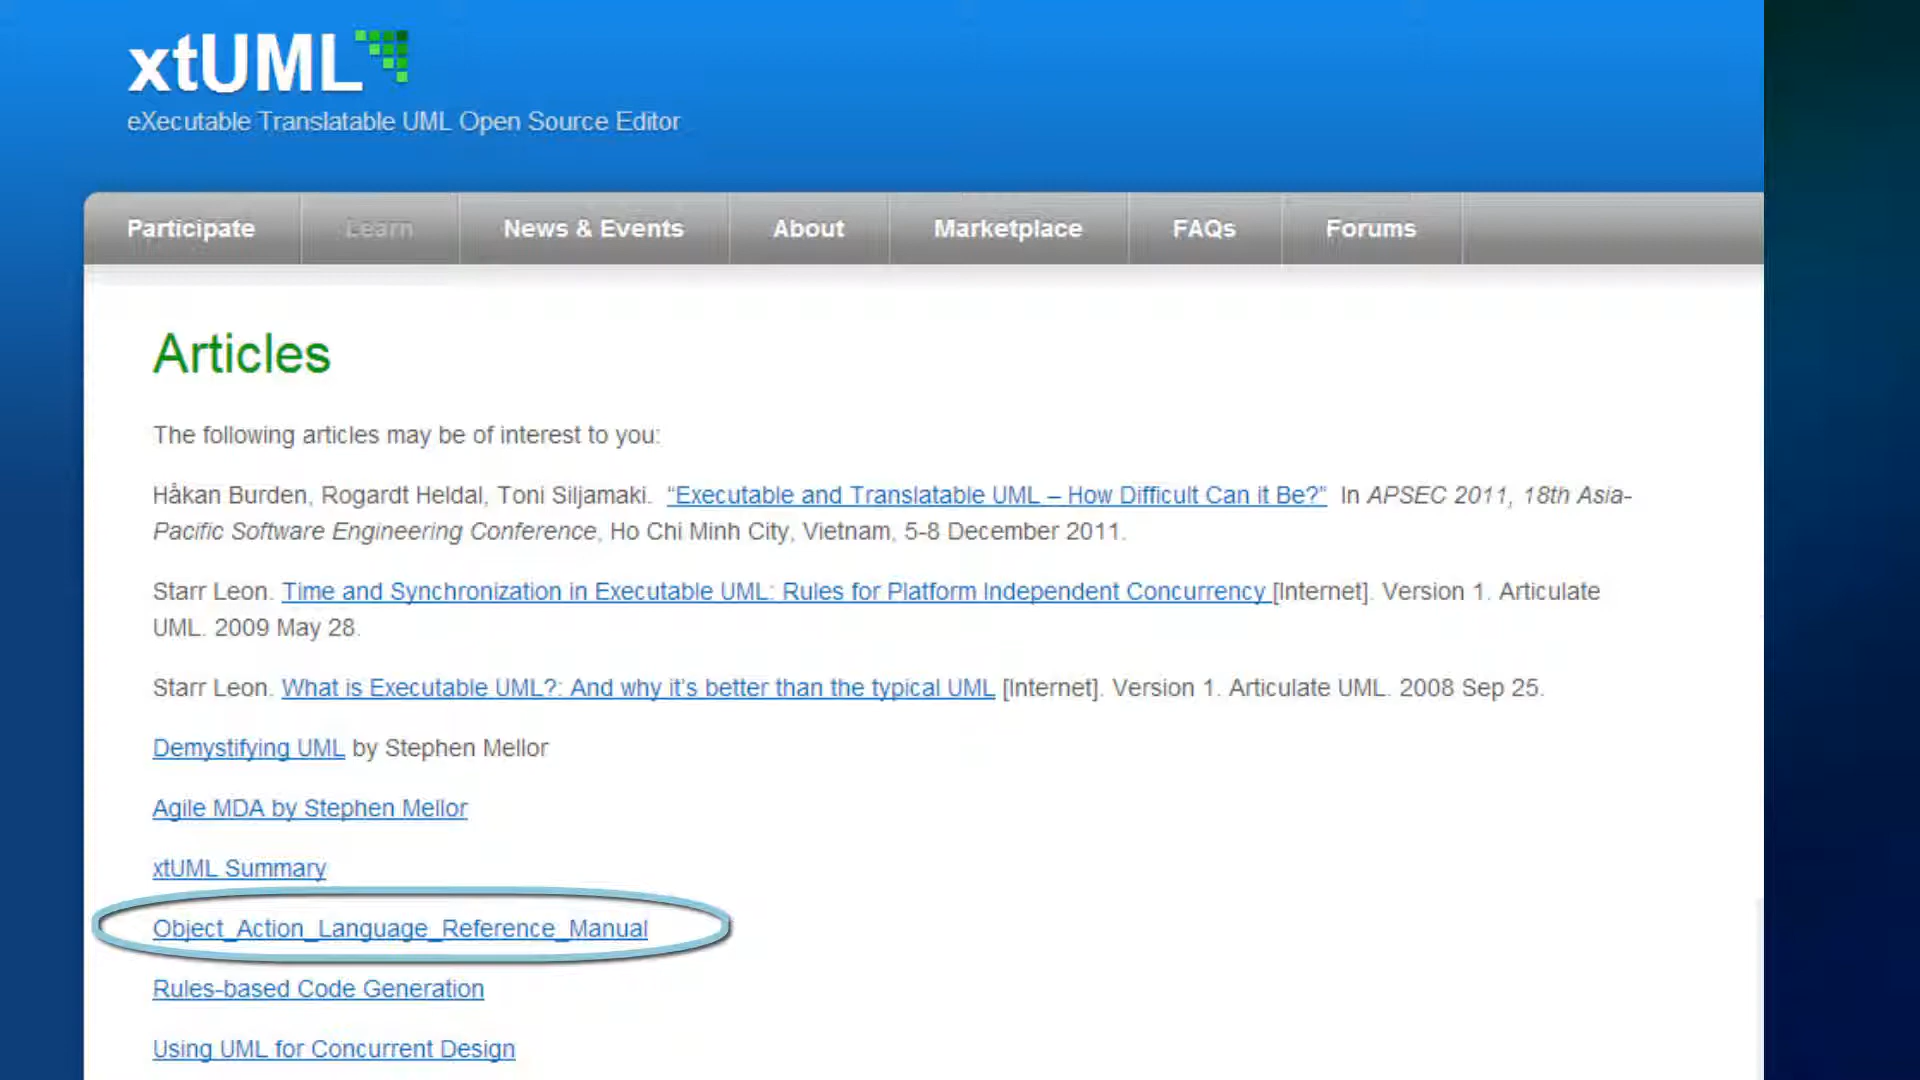 xtUML
eXecutable Translatable UML Open Source Editor
Participate Learn News & Events About Marketplace FAQs Forums
Articles
The following articles may be of interest to you:
Håkan Burden, Rogardt Heldal, Toni Siljamaki. “Executable and Translatable UML – How Difficult Can it Be?” In APSEC 2011, 18th Asia-
Pacific Software Engineering Conference, Ho Chi Minh City, Vietnam, 5-8 December 2011.
Starr Leon. Time and Synchronization in Executable UML: Rules for Platform Independent Concurrency [Internet]. Version 1. Articulate
UML. 2009 May 28.
Starr Leon. What is Executable UML?: And why it’s better than the typical UML [Internet]. Version 1. Articulate UML. 2008 Sep 25.
Demystifying UML by Stephen Mellor
Agile MDA by Stephen Mellor
xtUML Summary
Object_Action_Language_Reference_Manual
Rules-based Code Generation
Using UML for Concurrent Design